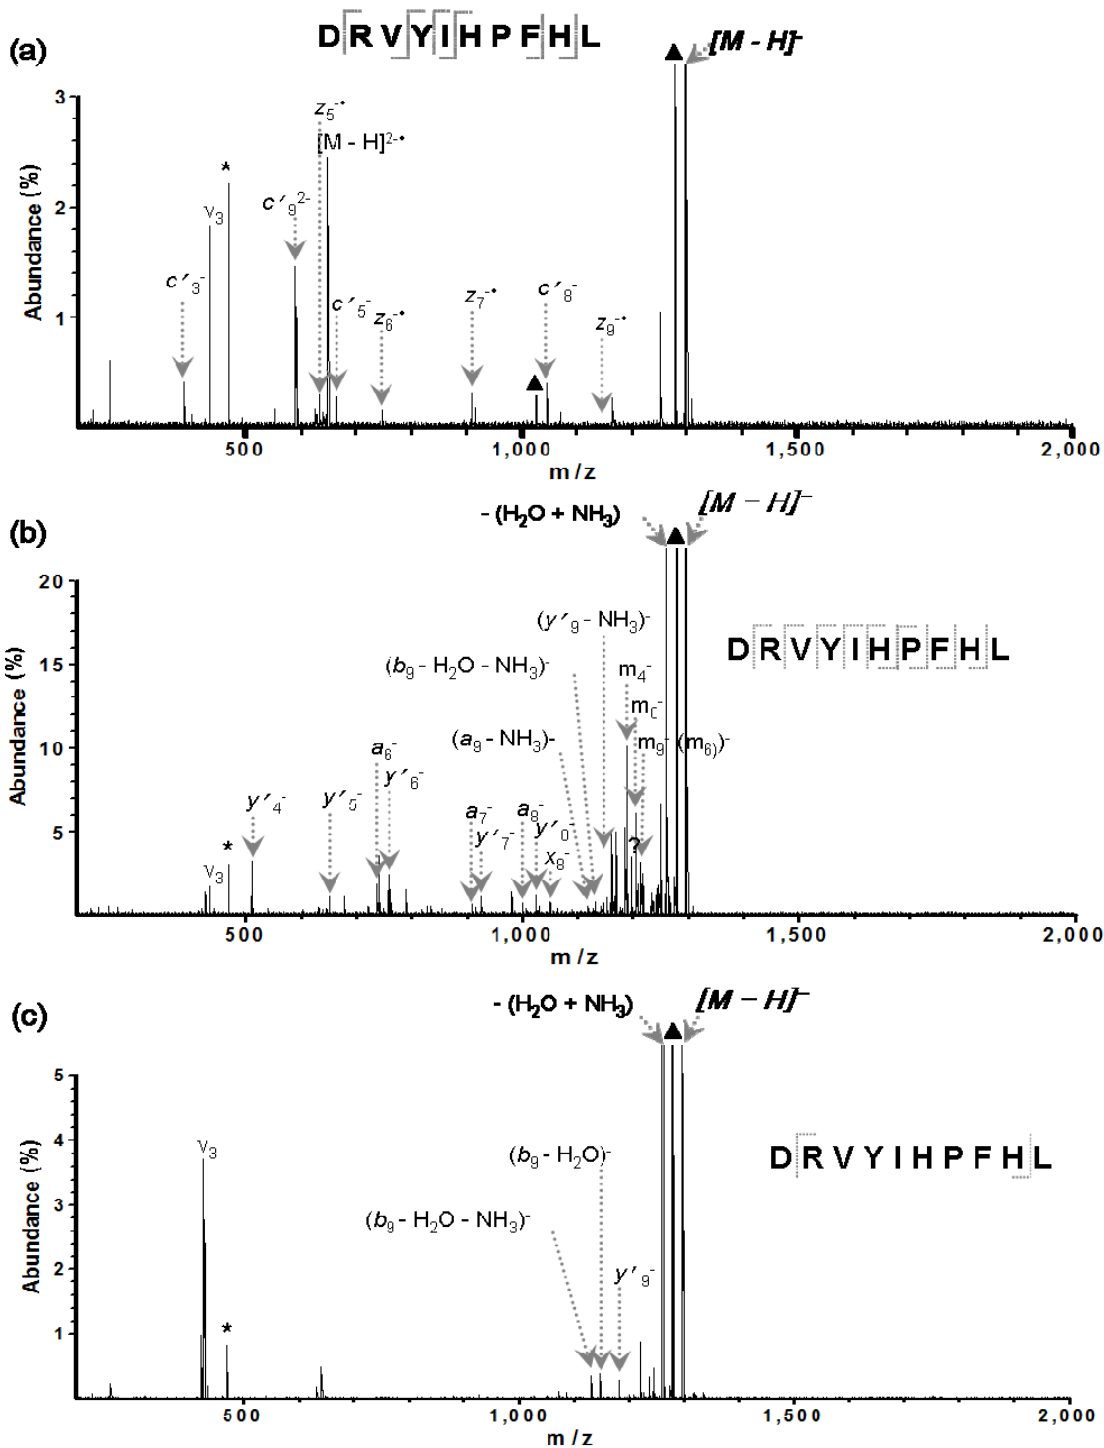 (a)
DRVYIHPFHL
[M - H]⁻
3
2
1
Abundance (%)
z₅⁻•
[M - H]²⁻•
*
ν₃
c′₉²⁻
c′₃⁻
c′₅⁻
z₆⁻•
z₇⁻•
c′₈⁻
z₉⁻•
500
1,000
1,500
2,000
m/z
(b)
- (H₂O + NH₃)
[M – H]⁻
20
15
10
5
Abundance (%)
DRVYIHPFHL
(y′₉ - NH₃)⁻
(b₉ - H₂O - NH₃)⁻
(a₉ - NH₃)-
m₄⁻
m₀⁻
m₉⁻ (m₆)⁻
?
a₆⁻
y′₆⁻
y′₅⁻
y′₄⁻
*
ν₃
a₇⁻
y′₇⁻
a₈⁻
y′₀⁻
x₈⁻
500
1,000
1,500
2,000
m/z
(c)
- (H₂O + NH₃)
[M – H]⁻
5
4
3
2
1
Abundance (%)
DRVYIHPFHL
ν₃
*
(b₉ - H₂O)⁻
(b₉ - H₂O - NH₃)⁻
y′₉⁻
500
1,000
1,500
2,000
m/z